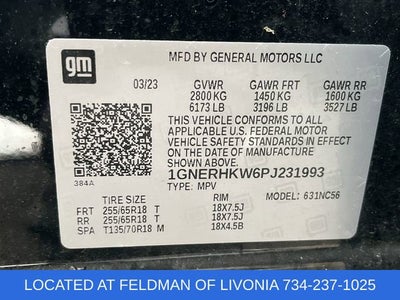 gm
MFD BY GENERAL MOTORS LLC
03/23 GVWR GAWR FRT GAWR RR
2800 KG 1450 KG 1600 KG
6173 LB 3196 LB 3527 LB
THIS VEHICLE CONFORMS TO ALL
APPLICABLE U.S. FEDERAL MOTOR
VEHICLE SAFETY STANDARDS IN
EFFECT ON THE DATE OF MANUFACTURE
SHOWN ABOVE.
1GNERHKW6PJ231993
384A TYPE: MPV
MODEL: 631NC56
TIRE SIZE RIM
FRT 255/65R18 T 18X7.5J
RR 255/65R18 T 18X7.5J
SPA T135/70R18 M 18X4.5B
LOCATED AT FELDMAN OF LIVONIA 734-237-1025